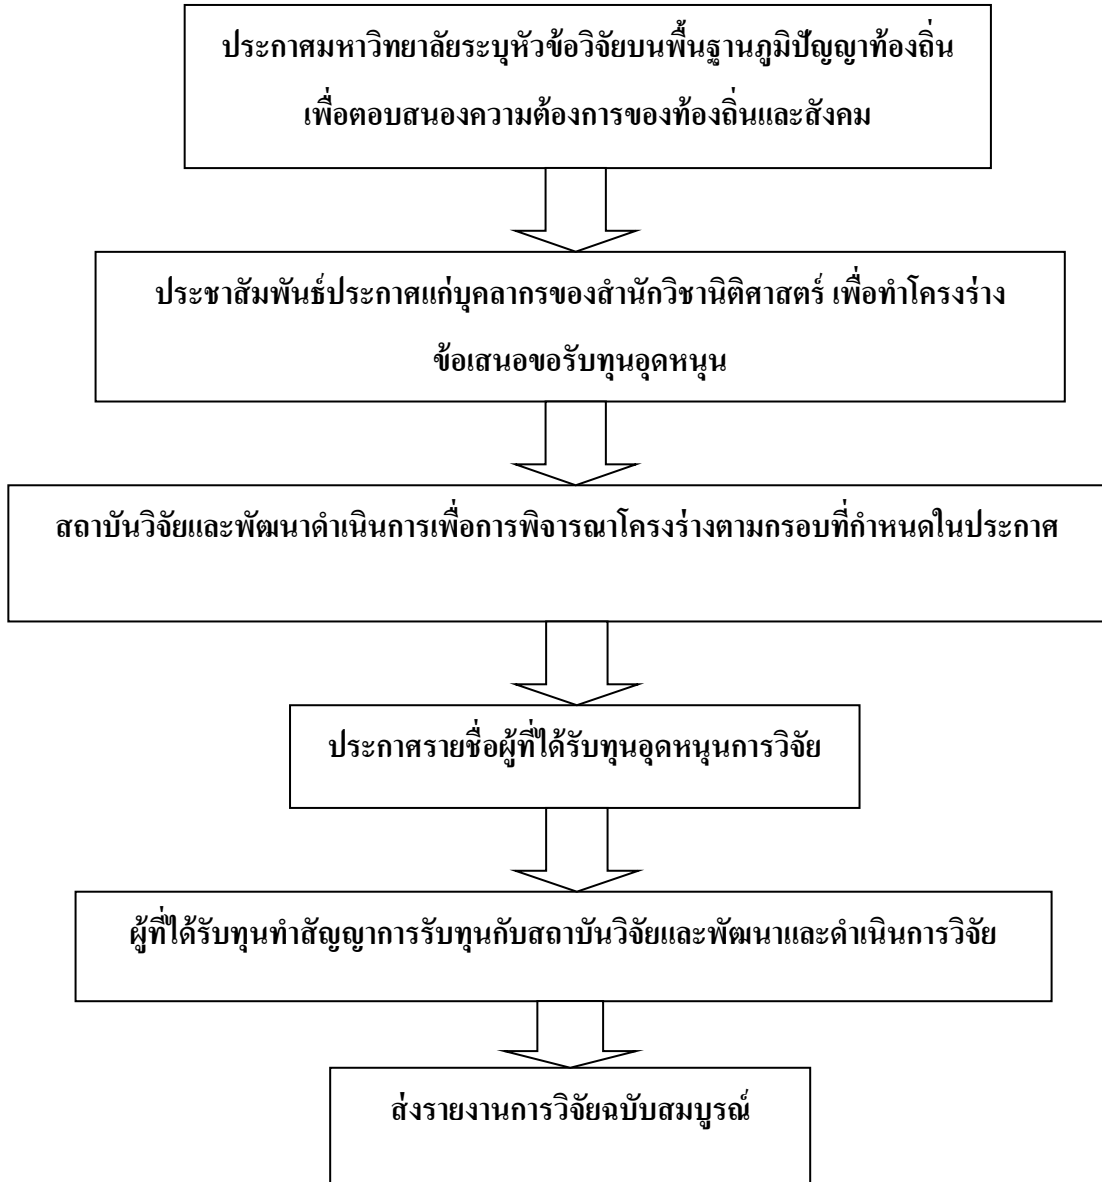 ประกาศมหาวิทยาลัยระบุหัวข้อวิจัยบนพื้นฐานภูมิปัญญาท้องถิ่น
เพื่อตอบสนองความต้องการของท้องถิ่นและสังคม
ประชาสัมพันธ์ประกาศแก่บุคลากรของสำนักวิชานิติศาสตร์ เพื่อทำโครงร่าง
ข้อเสนอขอรับทุนอุดหนุน
สถาบันวิจัยและพัฒนาดำเนินการเพื่อการพิจารณาโครงร่างตามกรอบที่กำหนดในประกาศ
ประกาศรายชื่อผู้ที่ได้รับทุนอุดหนุนการวิจัย
ผู้ที่ได้รับทุนทำสัญญาการรับทุนกับสถาบันวิจัยและพัฒนาและดำเนินการวิจัย
ส่งรายงานการวิจัยฉบับสมบูรณ์